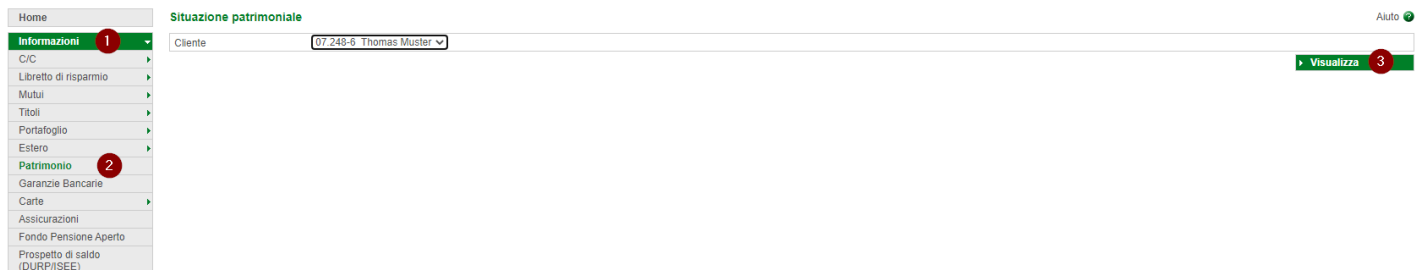 Home
Situazione patrimoniale
Aiuto ?
Informazioni 1
Cliente 07.248-6 Thomas Muster
C/C
Visualizza 3
Libretto di risparmio
Mutui
Titoli
Portafoglio
Estero
Patrimonio 2
Garanzie Bancarie
Carte
Assicurazioni
Fondo Pensione Aperto
Prospetto di saldo
(DURP/ISEE)